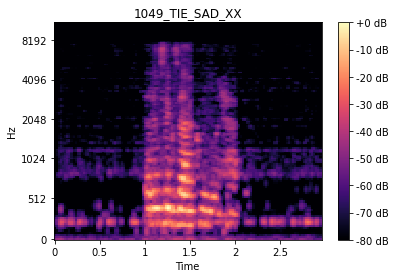 1049_TIE_SAD_XX
+0 dB
8192
-10 dB
4096
-20 dB
-30 dB
2048
Hz
-40 dB
1024
-50 dB
512
-60 dB
-70 dB
0
-80 dB
0 0.5 1 1.5 2 2.5
Time